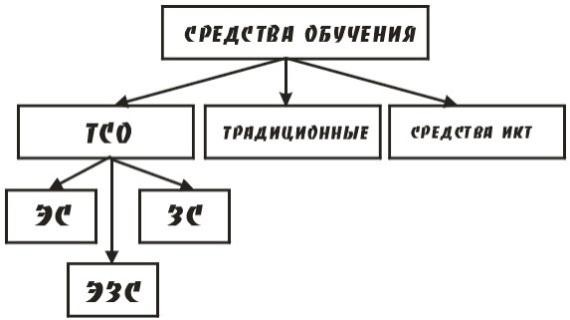 СРЕДСТВА ОБУЧЕНИЯ
ТСО
ТРАДИЦИОННЫЕ
СРЕДСТВА ИКТ
ЭС
ЗС
ЭЗС